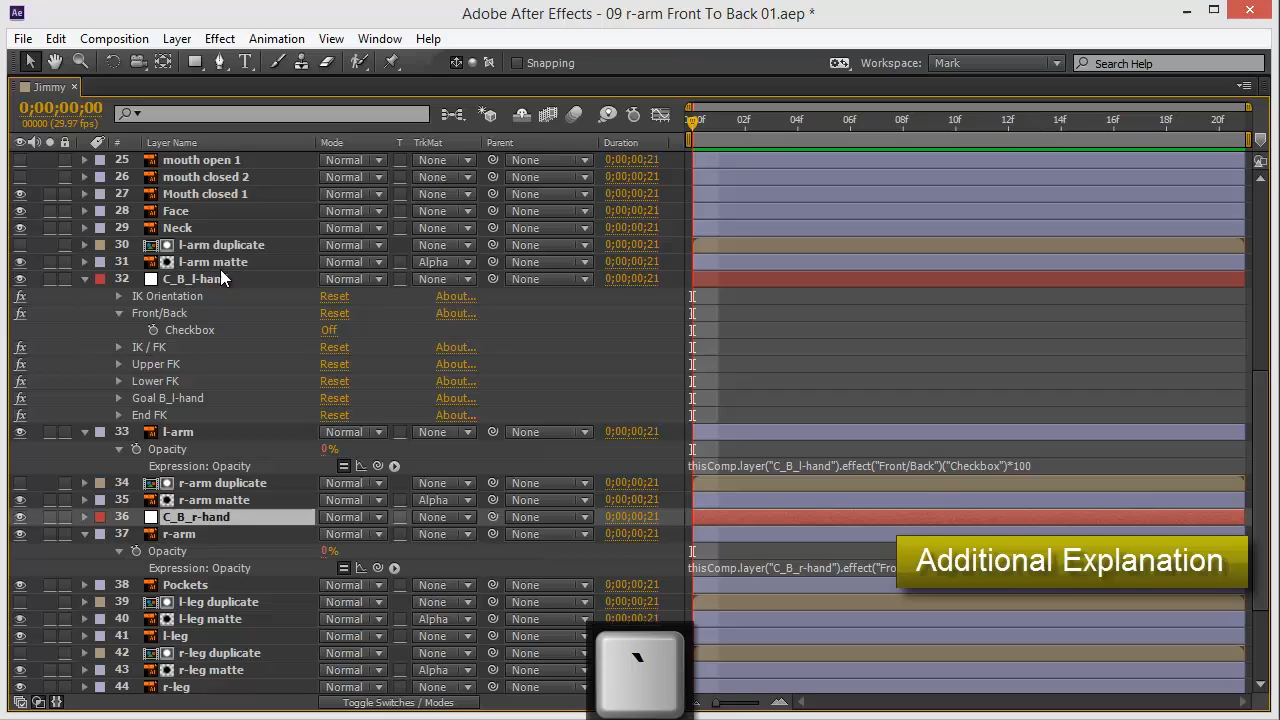 Ae Adobe After Effects - 09 r-arm Front To Back 01.aep *
File Edit Composition Layer Effect Animation View Window Help
Snapping Workspace: Mark Search Help
Jimmy
0;00;00;00
00000 (29.97 fps)
00f 02f 04f 06f 08f 10f 12f 14f 16f 18f 20f
# Layer Name Mode T TrkMat Parent Duration
25 mouth open 1 Normal None None 0;00;00;21
26 mouth closed 2 Normal None None 0;00;00;21
27 Mouth closed 1 Normal None None 0;00;00;21
28 Face Normal None None 0;00;00;21
29 Neck Normal None None 0;00;00;21
30 l-arm duplicate Normal None None 0;00;00;21
31 l-arm matte Normal Alpha None 0;00;00;21
32 C_B_l-hand Normal None None 0;00;00;21
fx IK Orientation Reset About...
fx Front/Back Reset About...
Checkbox Off
fx IK / FK Reset About...
fx Upper FK Reset About...
fx Lower FK Reset About...
fx Goal B_l-hand Reset About...
fx End FK Reset About...
33 l-arm Normal None None 0;00;00;21
Opacity 0%
Expression: Opacity thisComp.layer("C_B_l-hand").effect("Front/Back")("Checkbox")*100
34 r-arm duplicate Normal None None 0;00;00;21
35 r-arm matte Normal Alpha None 0;00;00;21
36 C_B_r-hand Normal None None 0;00;00;21
37 r-arm Normal None None 0;00;00;21
Opacity 0%
Expression: Opacity thisComp.layer("C_B_r-hand").effect("Fro
Additional Explanation
38 Pockets Normal None None 0;00;00;21
39 l-leg duplicate Normal None None 0;00;00;21
40 l-leg matte Normal Alpha None 0;00;00;21
41 l-leg Normal None None 0;00;00;21
42 r-leg duplicate Normal None 0;00;00;21
43 r-leg matte Normal Alpha 0;00;00;21
44 r-leg Normal None 0;00;00;21
`
Toggle Switches / Modes